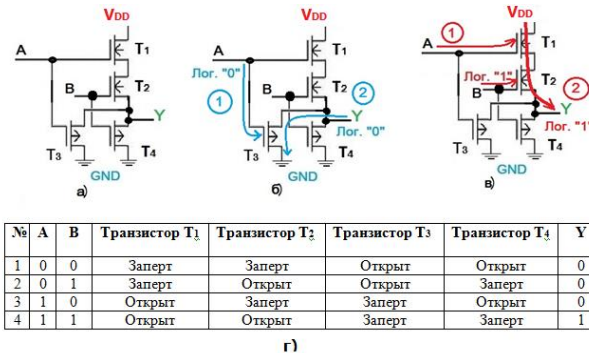 VDD VDD VDD
A T1 A T1 A 1 T1
B T2 Лог. "0" B T2 Лог. "1" T2
1 2 B 2
Y Y Y
T3 T4 T3 Лог. "0" T4 T3 T4 Лог. "1"
GND GND GND
а) б) в)
№ A B Транзистор T1 Транзистор T2 Транзистор T3 Транзистор T4 Y
1 0 0 Заперт Заперт Открыт Открыт 0
2 0 1 Заперт Открыт Открыт Заперт 0
3 1 0 Открыт Заперт Заперт Открыт 0
4 1 1 Открыт Открыт Заперт Заперт 1
г)